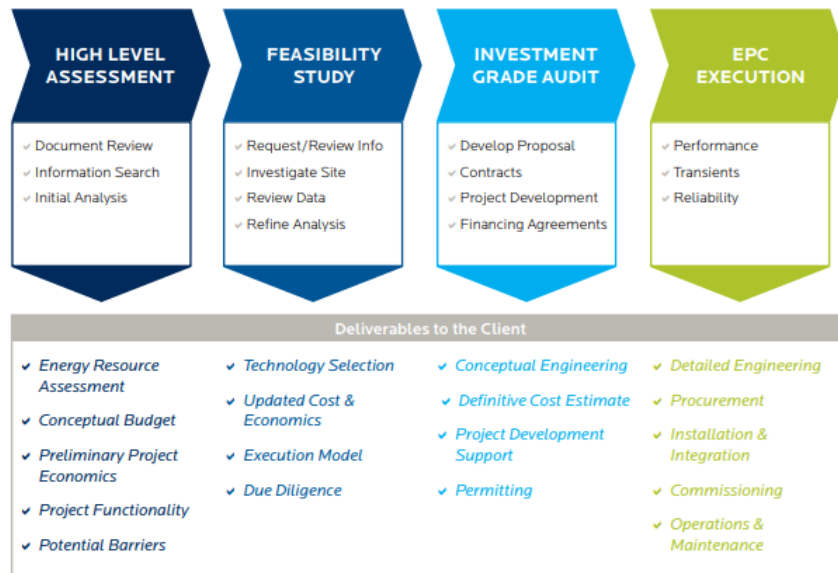 HIGH LEVEL
ASSESSMENT
Document Review
Information Search
Initial Analysis
FEASIBILITY
STUDY
Request/Review Info
Investigate Site
Review Data
Refine Analysis
INVESTMENT
GRADE AUDIT
Develop Proposal
Contracts
Project Development
Financing Agreements
EPC
EXECUTION
Performance
Transients
Reliability
Deliverables to the Client
Energy Resource
Assessment
Conceptual Budget
Preliminary Project
Economics
Project Functionality
Potential Barriers
Technology Selection
Updated Cost &
Economics
Execution Model
Due Diligence
Conceptual Engineering
Definitive Cost Estimate
Project Development
Support
Permitting
Detailed Engineering
Procurement
Installation &
Integration
Commissioning
Operations &
Maintenance